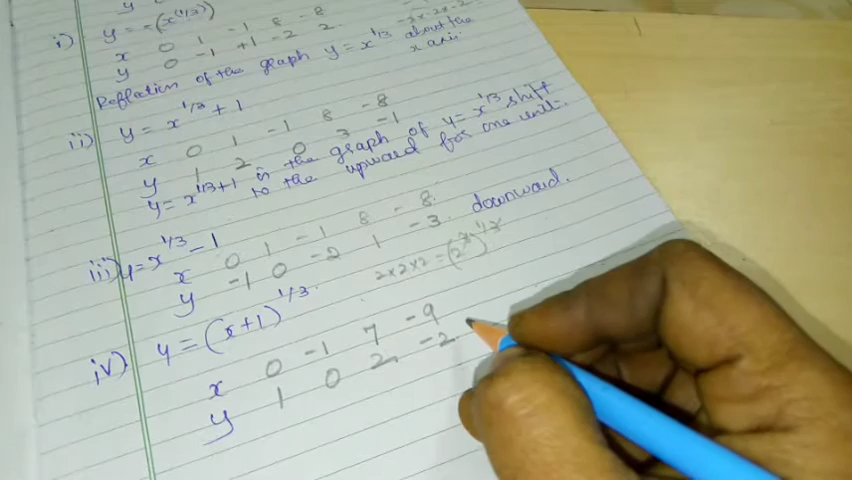 y
i) y = -(x^(1/3))
x 0 1 -1 8 -8
y 0 -1 +1 -2 2
Reflection of the graph y = x^1/3 about the
x axis.
ii) y = x^1/3 + 1
x 0 1 -1 8 -8
y 1 2 0 3 -1
y = x^1/3+1 is the graph of y = x^1/3 shift
to the upward for one unit.
iii) y = x^1/3 - 1
x 0 1 -1 8 -8
y -1 0 -2 1 -3 downward.
2×2×2 = (2^3)^1/3
iv) y = (x+1)^1/3.
x 0 -1 7 -9
y 1 0 2 -2